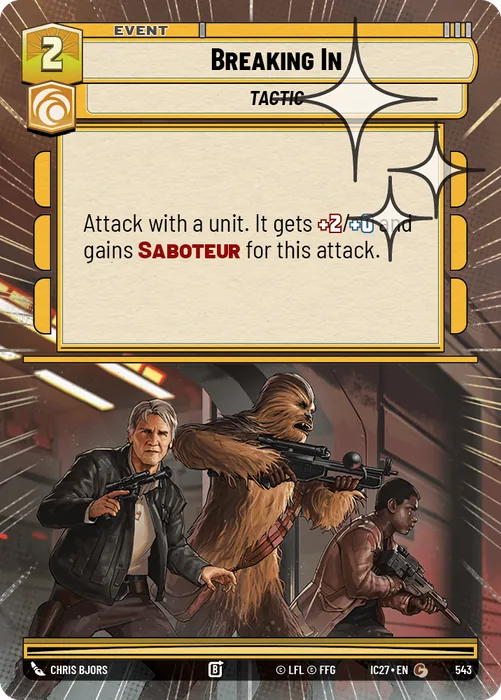 EVENT
2
BREAKING IN
TACTIC
Attack with a unit. It gets +2/+0 and
gains SABOTEUR for this attack.
CHRIS BJORS
B
© LFL © FFG
IC27 • EN
C
543